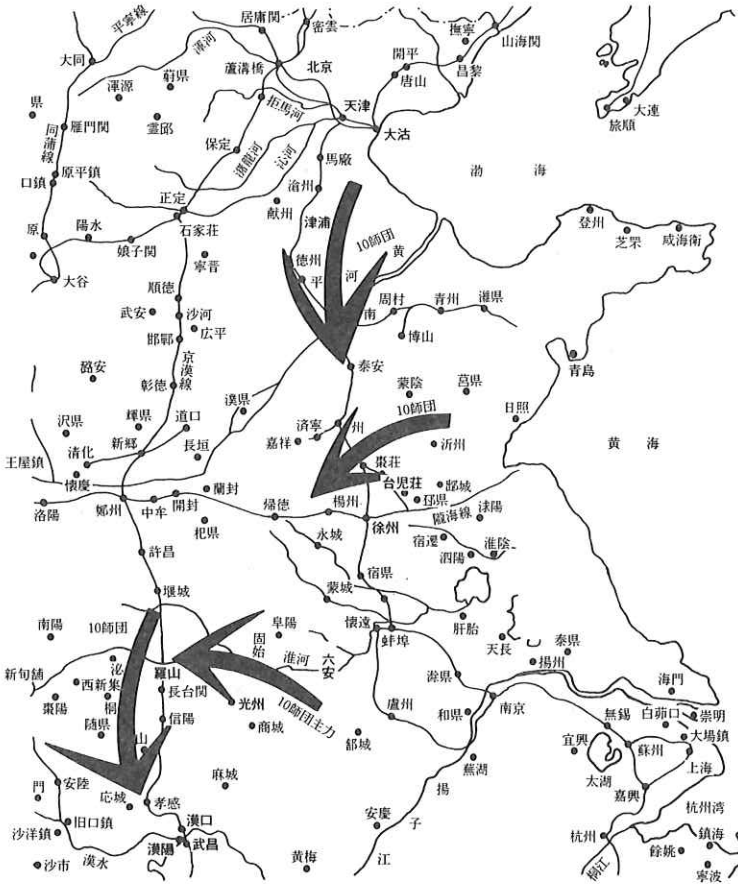 居庸関
密雲
平寧線
大同
渾河
北京
蘆溝橋
撫寧
山海関
開平
唐山
昌黎
渾源
蔚県
県
雁門関
霊邱
拒馬河
天津
大沽
旅順
大連
同蒲線
保定
瀦龍河
沁河
馬廠
滄州
渤海
口鎮
原平鎮
正定
石家荘
献州
津浦
原
陽水
娘子関
10師団
黄
河
登州
芝罘
威海衛
大谷
寧晋
徳州
平
順徳
沙河
武安
広平
邯鄲
南
周村
青州
濰県
博山
青島
潞安
京漢線
彰徳
泰安
濮県
蒙陰
莒県
日照
沢県
輝県
道口
済寧
州
10師団
新郷
嘉祥
沂州
黄海
王屋鎮
清化
長垣
棗荘
懐慶
蘭封
台児荘
郯城
邳県
洛陽
鄭州
中牟
開封
帰徳
楊州
徐州
隴海線
沭陽
杞県
宿遷
泗陽
淮陰
許昌
永城
宿県
堰城
蒙城
南陽
10師団
阜陽
懐遠
蚌埠
盱眙
固始
淮河
六安
天長
揚州
泰県
新甸舗
泌
羅山
西新集
桐
長台関
光州
10師団主力
滁県
海門
棗陽
南京
随県
信陽
商城
盧州
和県
無錫
白茆口
崇明
大場鎮
山
舒城
蕪湖
宜興
蘇州
上海
太湖
嘉興
麻城
門
安陸
応城
孝感
揚
子
江
安慶
杭州湾
旧口鎮
漢口
沙洋鎮
漢陽
武昌
杭州
鎮海
餘姚
沙市
漢水
黄梅
桐江
寧波